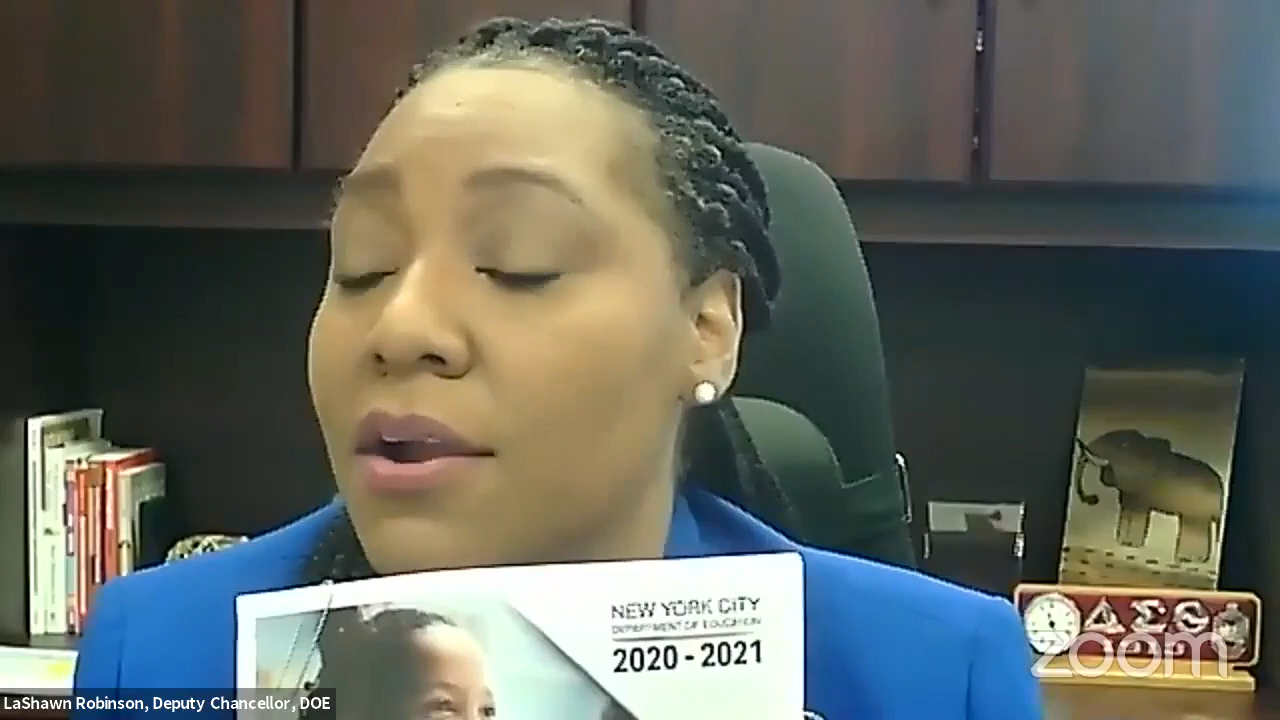 NEW YORK CITY
DEPARTMENT OF EDUCATION
2020 - 2021
ΔΣΘ
zoom
LaShawn Robinson, Deputy Chancellor, DOE